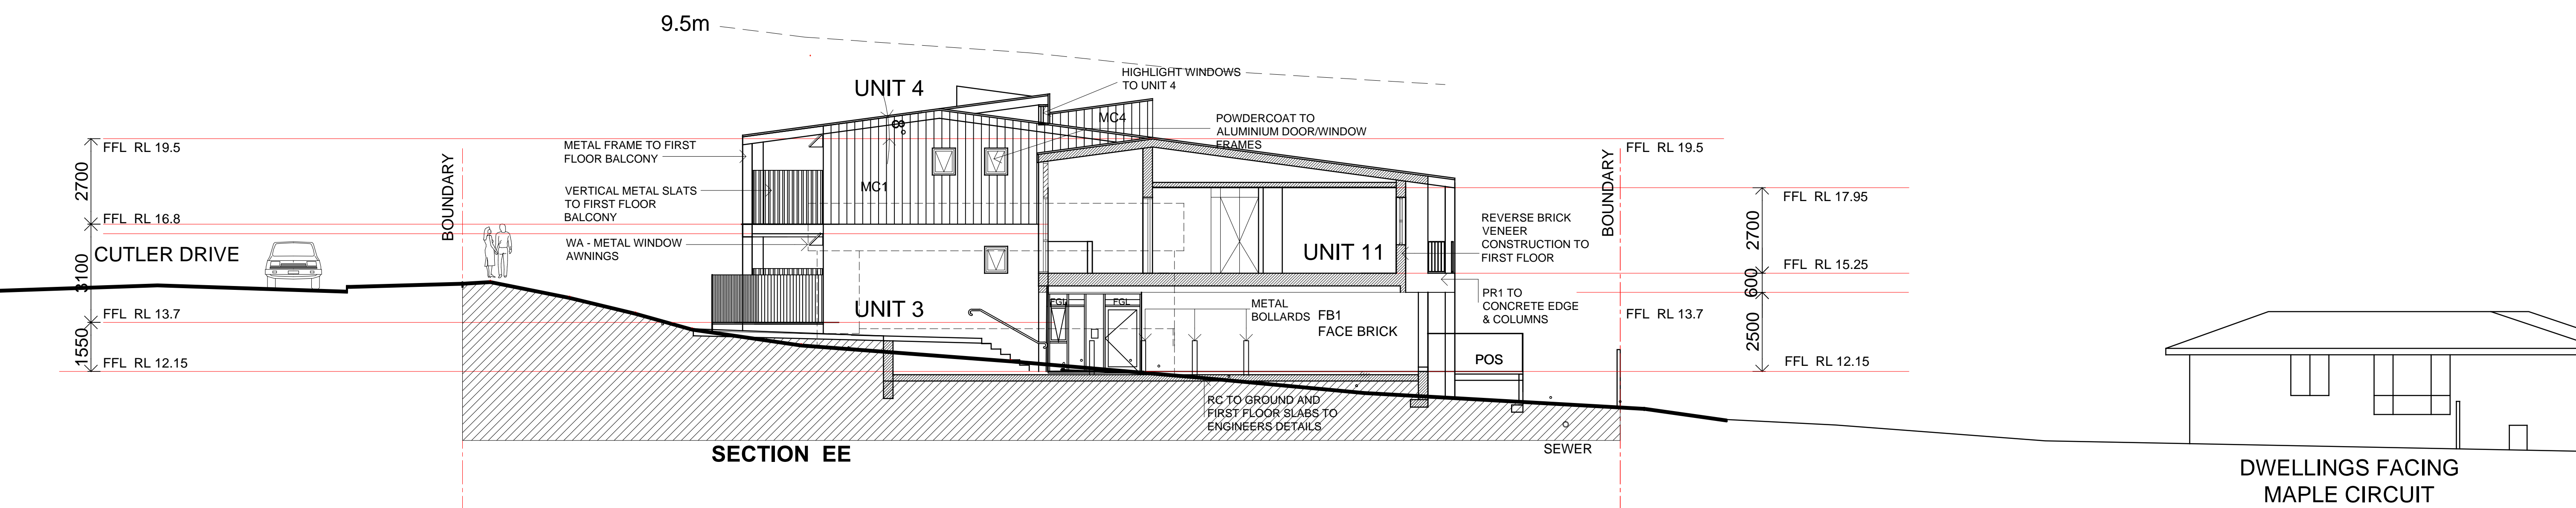 9.5m
UNIT 4
HIGHLIGHT WINDOWS
TO UNIT 4
MC4
POWDERCOAT TO
ALUMINIUM DOOR/WINDOW
FRAMES
METAL FRAME TO FIRST
FLOOR BALCONY
FFL RL 19.5
FFL RL 19.5
BOUNDARY
BOUNDARY
2700
MC1
VERTICAL METAL SLATS
TO FIRST FLOOR
BALCONY
FFL RL 17.95
FFL RL 16.8
REVERSE BRICK
VENEER
CONSTRUCTION TO
FIRST FLOOR
2700
CUTLER DRIVE
WA - METAL WINDOW
AWNINGS
UNIT 11
FFL RL 15.25
3100
600
PR1 TO
CONCRETE EDGE
& COLUMNS
UNIT 3
FGL
FGL
METAL
BOLLARDS
FB1
FACE BRICK
FFL RL 13.7
FFL RL 13.7
1550
2500
POS
FFL RL 12.15
FFL RL 12.15
RC TO GROUND AND
FIRST FLOOR SLABS TO
ENGINEERS DETAILS
SECTION EE
SEWER
DWELLINGS FACING
MAPLE CIRCUIT